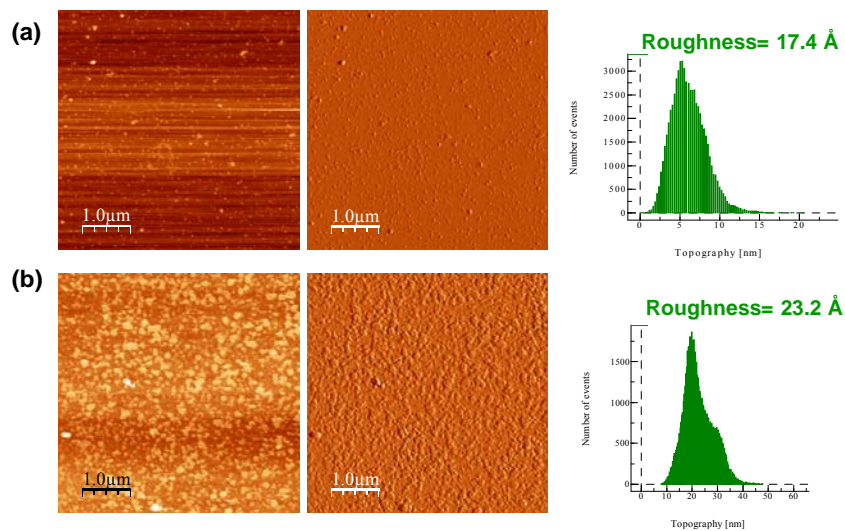 (a)
1.0µm
1.0µm
Roughness= 17.4 Å
Number of events
3000
2500
2000
1500
1000
500
0
0
5
10
15
20
Topography [nm]
(b)
1.0µm
1.0µm
Roughness= 23.2 Å
Number of events
1500
1000
500
0
0
10
20
30
40
50
60
Topography [nm]